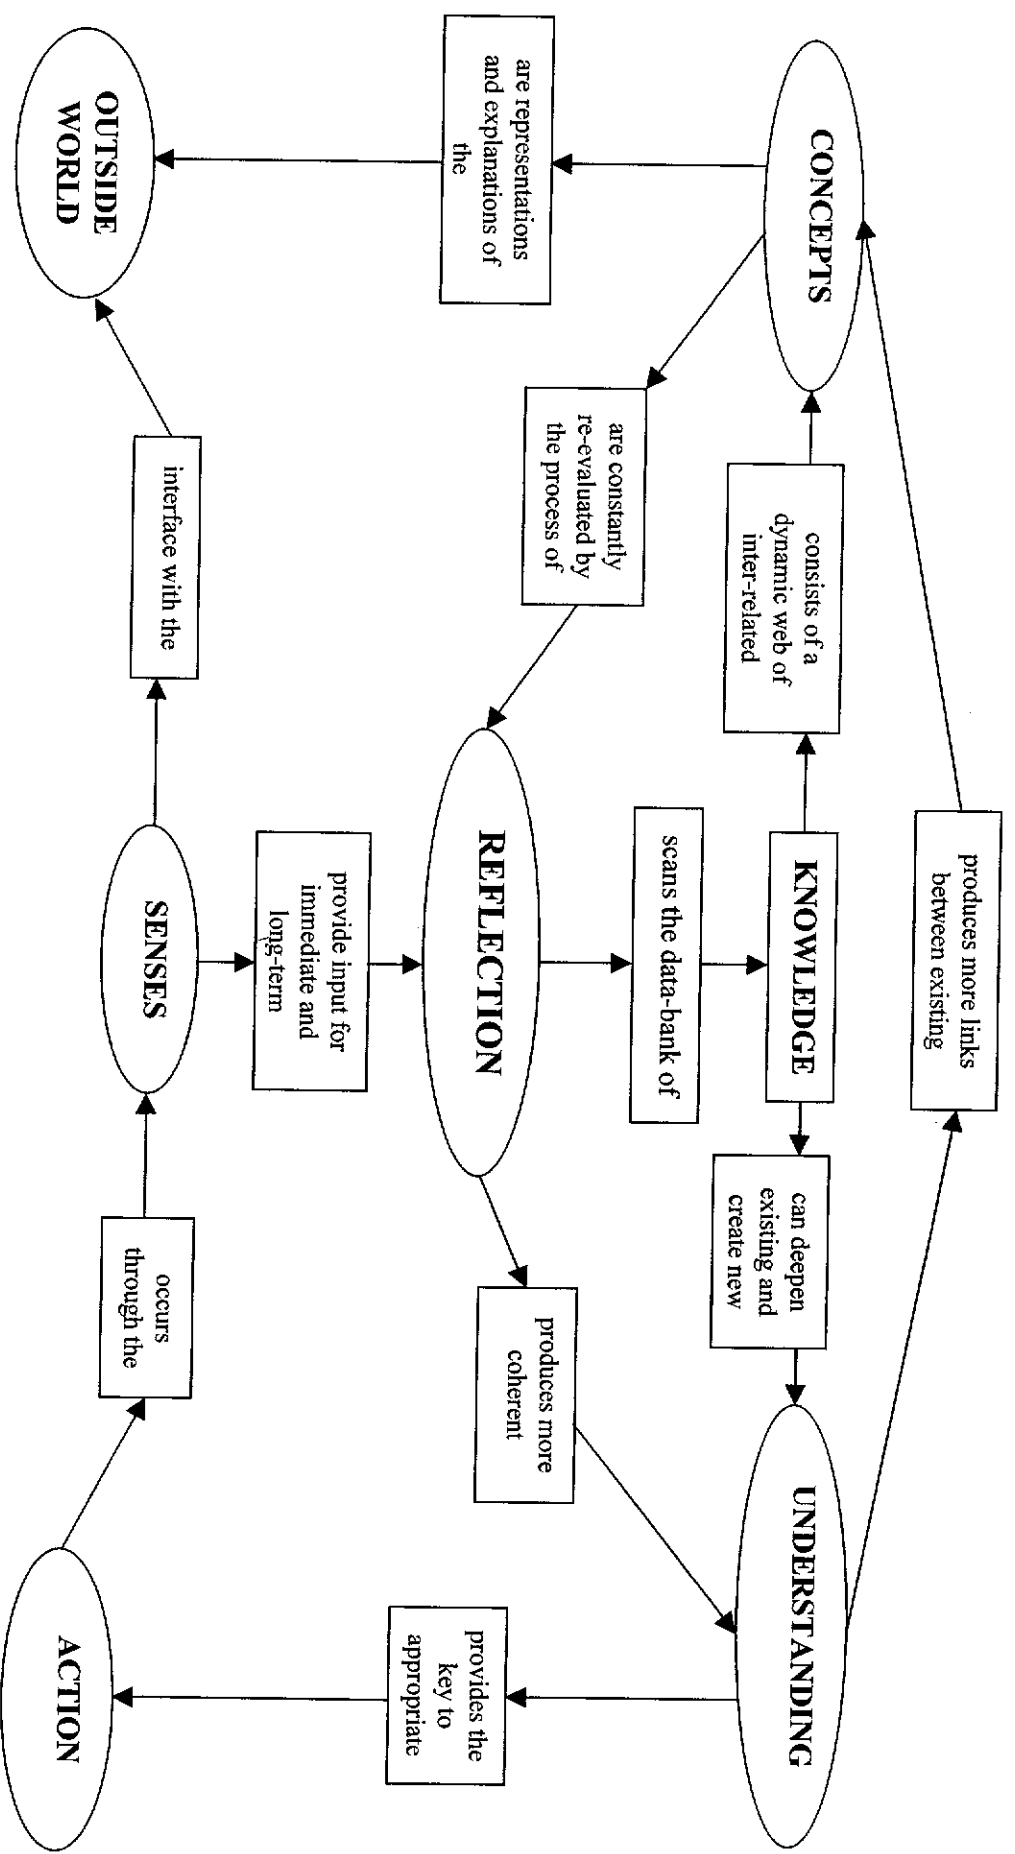 produces more links
between existing
CONCEPTS
consists of a
dynamic web of
inter-related
KNOWLEDGE
can deepen
existing and
create new
UNDERSTANDING
are representations
and explanations of
the
are constantly
re-evaluated by
the process of
scans the data-bank of
REFLECTION
produces more
coherent
provides the
key to
appropriate
provide input for
immediate and
long-term
OUTSIDE
WORLD
interface with the
SENSES
occurs
through the
ACTION